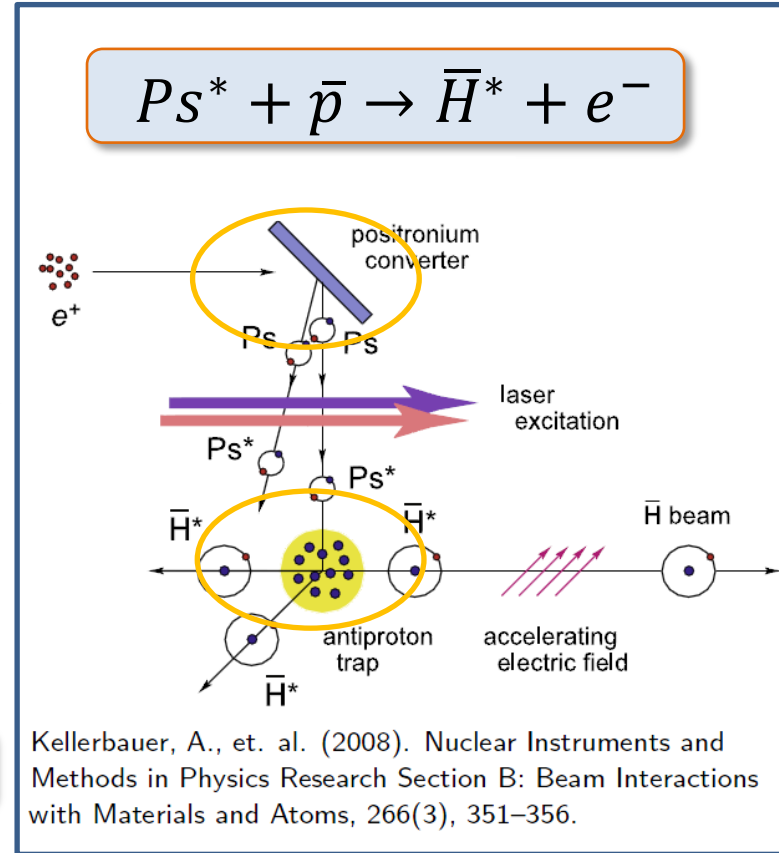 Ps* + p̄ → H̄* + e⁻
positronium
converter
e⁺
Ps
Ps
laser
excitation
Ps*
Ps*
H̄*
H̄*
H̄ beam
antiproton
trap
accelerating
electric field
H̄*
Kellerbauer, A., et. al. (2008). Nuclear Instruments and
Methods in Physics Research Section B: Beam Interactions
with Materials and Atoms, 266(3), 351–356.